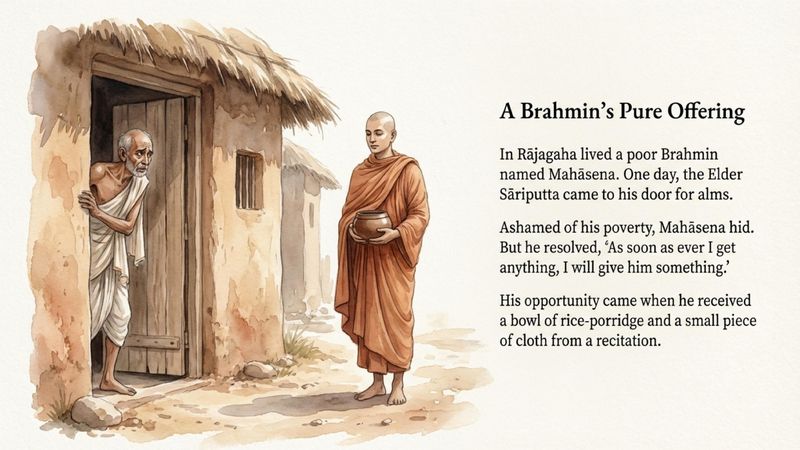 A Brahmin’s Pure Offering
In Rājagaha lived a poor Brahmin
named Mahāsena. One day, the Elder
Sāriputta came to his door for alms.
Ashamed of his poverty, Mahāsena hid.
But he resolved, ‘As soon as ever I get
anything, I will give him something.’
His opportunity came when he received
a bowl of rice-porridge and a small piece
of cloth from a recitation.